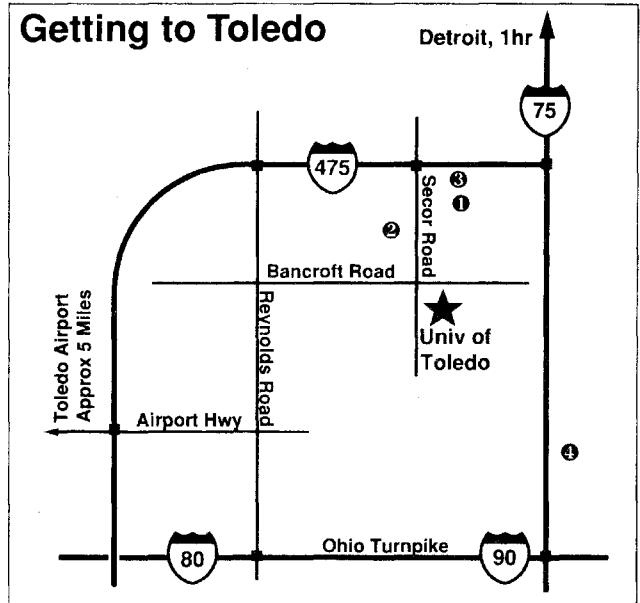 Getting to Toledo
Detroit, 1hr
75
475
3
1
Secor Road
2
Bancroft Road
Reynolds Road
Univ of
Toledo
Toledo Airport
Approx 5 Miles
Airport Hwy
4
80
Ohio Turnpike
90